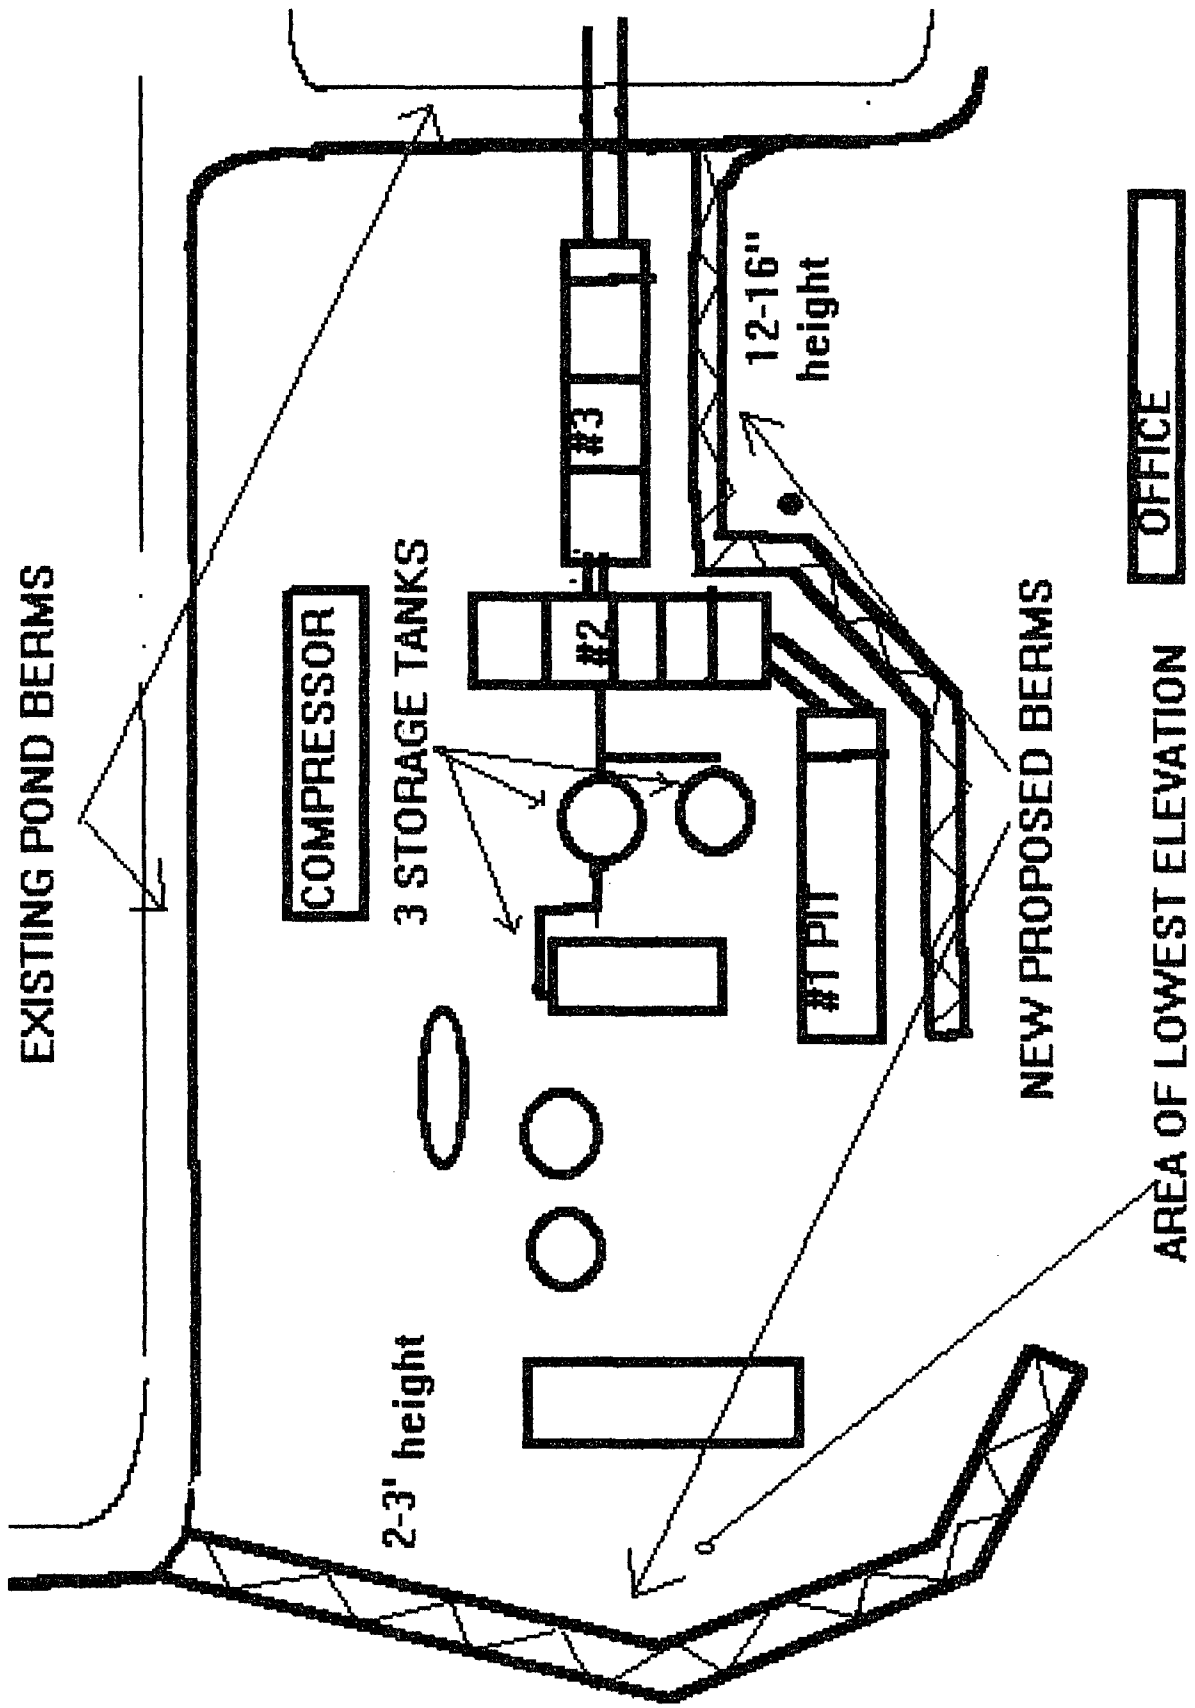 EXISTING POND BERMS
COMPRESSOR
3 STORAGE TANKS
2-3' height
#2
#3
12-16"
height
#1 PIT
NEW PROPOSED BERMS
AREA OF LOWEST ELEVATION
OFFICE